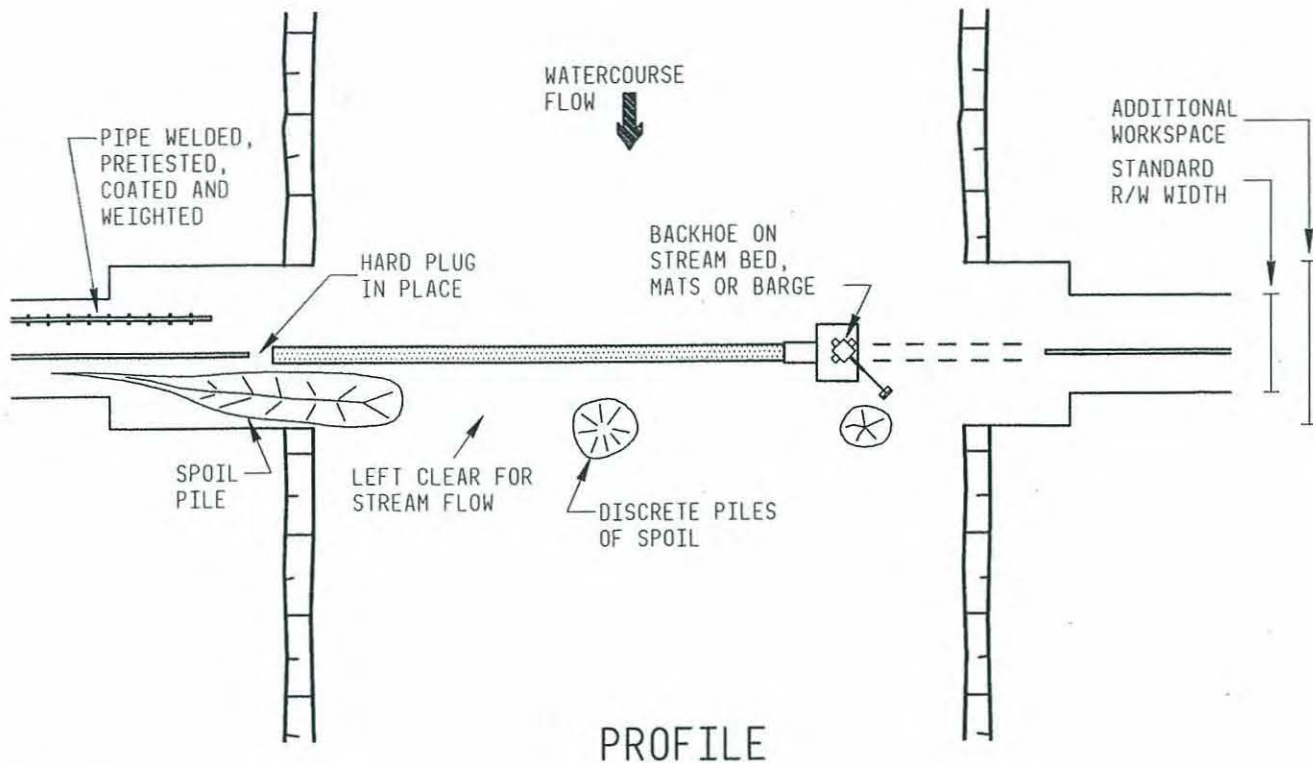 WATERCOURSE
FLOW
PIPE WELDED,
PRETESTED,
COATED AND
WEIGHTED
ADDITIONAL
WORKSPACE
STANDARD
R/W WIDTH
HARD PLUG
IN PLACE
BACKHOE ON
STREAM BED,
MATS OR BARGE
SPOIL
PILE
LEFT CLEAR FOR
STREAM FLOW
DISCRETE PILES
OF SPOIL
PROFILE